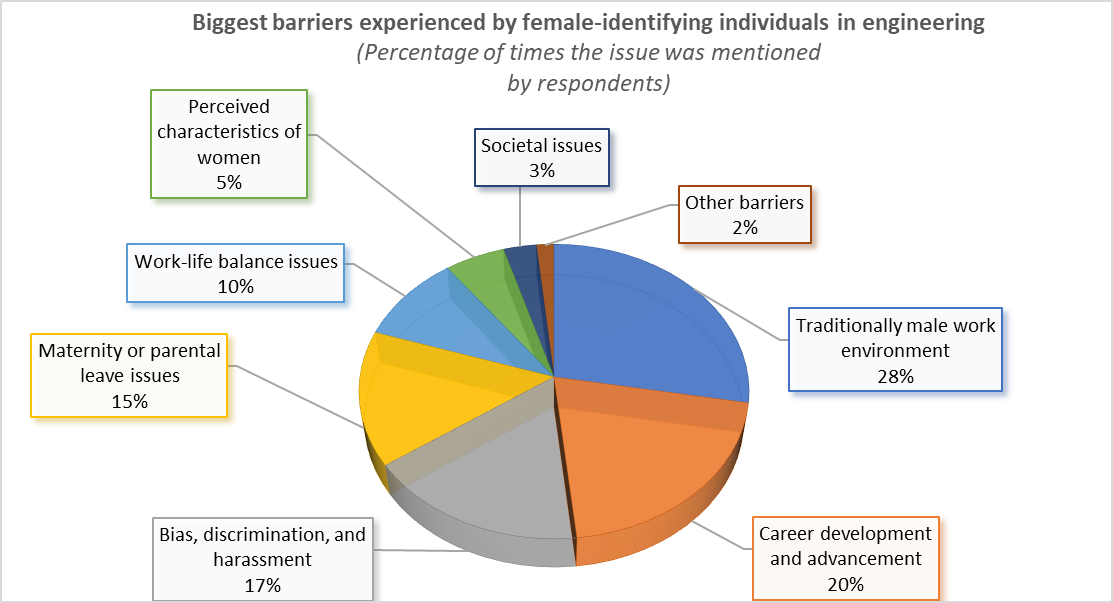 Biggest barriers experienced by female-identifying individuals in engineering
(Percentage of times the issue was mentioned
by respondents)
Perceived
characteristics of
women
5%
Societal issues
3%
Other barriers
2%
Work-life balance issues
10%
Traditionally male work
environment
28%
Maternity or parental
leave issues
15%
Bias, discrimination, and
harassment
17%
Career development
and advancement
20%